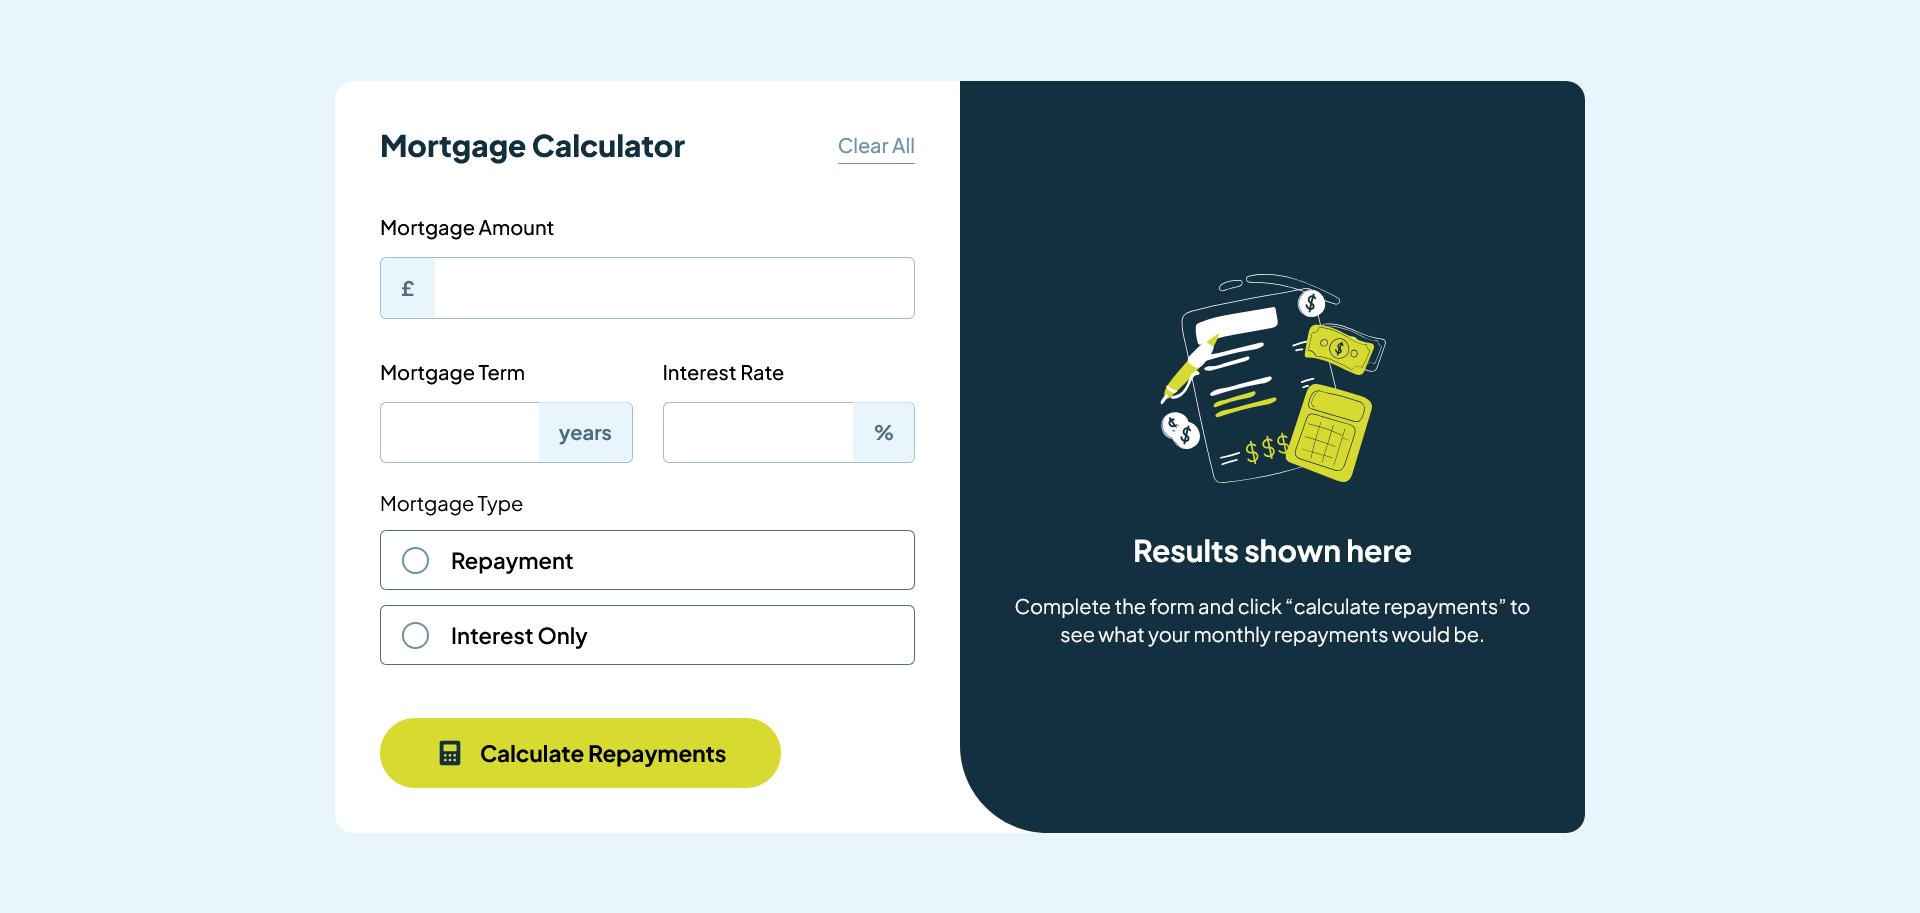 Mortgage Calculator
Clear All
Mortgage Amount
£
Mortgage Term
Interest Rate
years
%
Mortgage Type
Repayment
Interest Only
Calculate Repayments
$
$
$
$
$$$
Results shown here
Complete the form and click “calculate repayments” to
see what your monthly repayments would be.